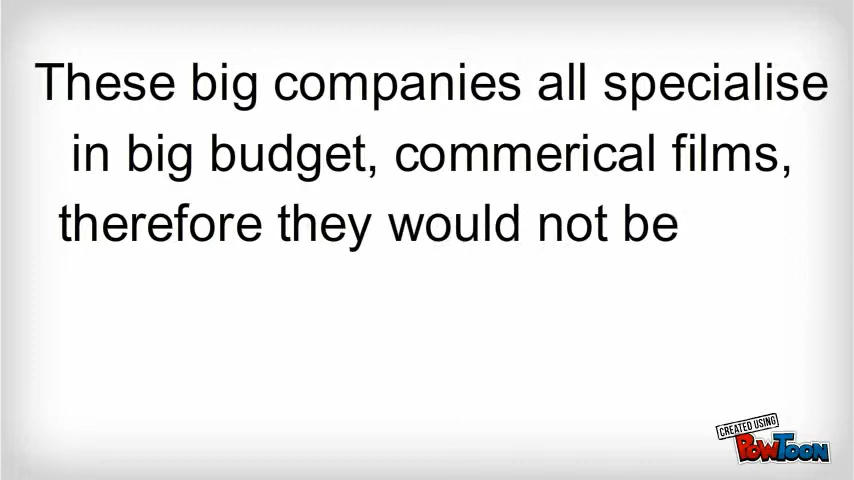 These big companies all specialise
in big budget, commerical films,
therefore they would not be
CREATED USING
PowToon